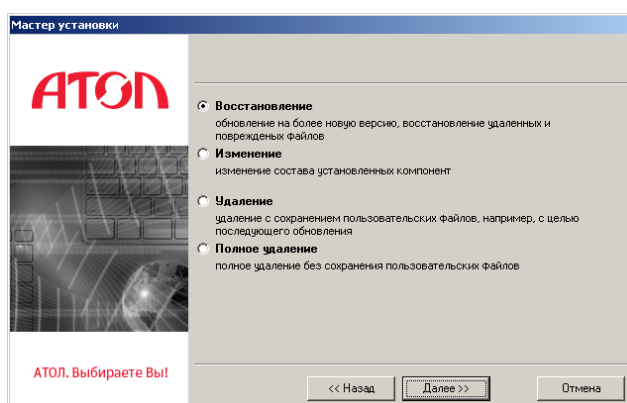 Мастер установки
АТОЛ
Восстановление
обновление на более новую версию, восстановление удаленных и
поврежденых файлов
Изменение
изменение состава установленных компонент
Удаление
удаление с сохранением пользовательских файлов, например, с целью
последующего обновления
Полное удаление
полное удаление без сохранения пользовательских файлов
АТОЛ. Выбираете Вы!
<< Назад
Далее >>
Отмена